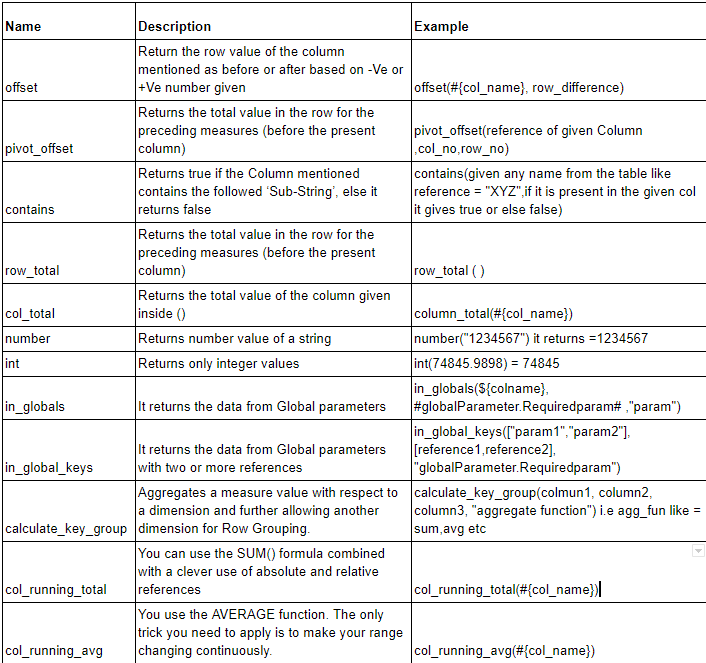 Name Description Example
Return the row value of the column
mentioned as before or after based on -Ve or
offset +Ve number given offset(#{col_name}, row_difference)
Returns the total value in the row for the
preceding measures (before the present pivot_offset(reference of given Column
pivot_offset column) ,col_no,row_no)
Returns true if the Column mentioned contains(given any name from the table like
contains the followed ‘Sub-String’, else it reference = "XYZ",if it is present in the given col
contains returns false it gives true or else false)
Returns the total value in the row for the
preceding measures (before the present
row_total column) row_total ( )
Returns the total value of the column given
col_total inside () column_total(#{col_name})
number Returns number value of a string number("1234567") it returns =1234567
int Returns only integer values int(74845.9898) = 74845
in_globals(${colname},
in_globals It returns the data from Global parameters #globalParameter.Requiredparam# ,"param")
in_global_keys(["param1","param2"],
It returns the data from Global parameters [reference1,reference2],
in_global_keys with two or more references "globalParameter.Requiredparam")
Aggregates a measure value with respect to calculate_key_group(colmun1, column2,
a dimension and further allowing another column3, "aggregate function") i.e agg_fun like =
calculate_key_group dimension for Row Grouping. sum,avg etc
You can use the SUM() formula combined
with a clever use of absolute and relative
col_running_total references col_running_total(#{col_name})
You use the AVERAGE function. The only
trick you need to apply is to make your range
col_running_avg changing continuously. col_running_avg(#{col_name})